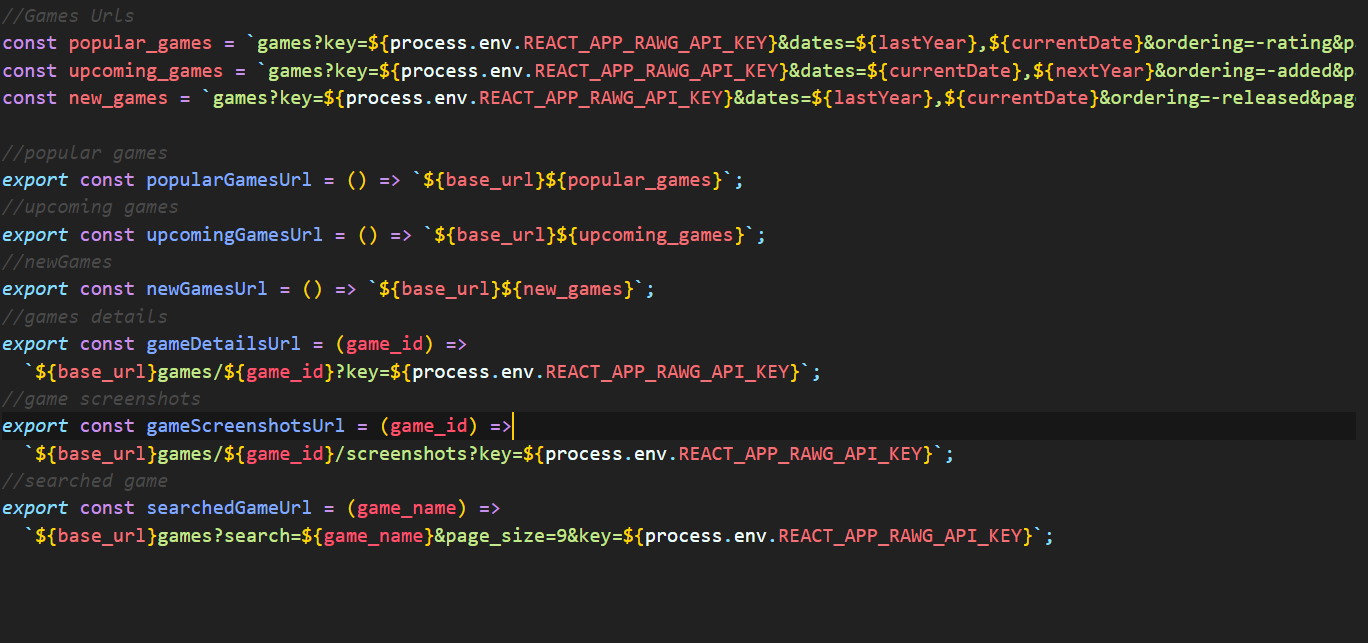 //Games Urls
const popular_games = `games?key=${process.env.REACT_APP_RAWG_API_KEY}&dates=${lastYear},${currentDate}&ordering=-rating&p
const upcoming_games = `games?key=${process.env.REACT_APP_RAWG_API_KEY}&dates=${currentDate},${nextYear}&ordering=-added&p
const new_games = `games?key=${process.env.REACT_APP_RAWG_API_KEY}&dates=${lastYear},${currentDate}&ordering=-released&pag
//popular games
export const popularGamesUrl = () => `${base_url}${popular_games}`;
//upcoming games
export const upcomingGamesUrl = () => `${base_url}${upcoming_games}`;
//newGames
export const newGamesUrl = () => `${base_url}${new_games}`;
//games details
export const gameDetailsUrl = (game_id) =>
  `${base_url}games/${game_id}?key=${process.env.REACT_APP_RAWG_API_KEY}`;
//game screenshots
export const gameScreenshotsUrl = (game_id) =>
  `${base_url}games/${game_id}/screenshots?key=${process.env.REACT_APP_RAWG_API_KEY}`;
//searched game
export const searchedGameUrl = (game_name) =>
  `${base_url}games?search=${game_name}&page_size=9&key=${process.env.REACT_APP_RAWG_API_KEY}`;